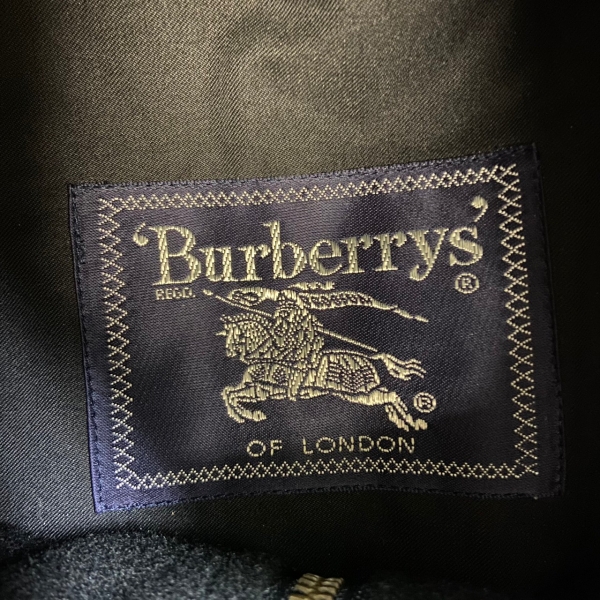 'Burberrys'
REGD. ®
®
OF LONDON